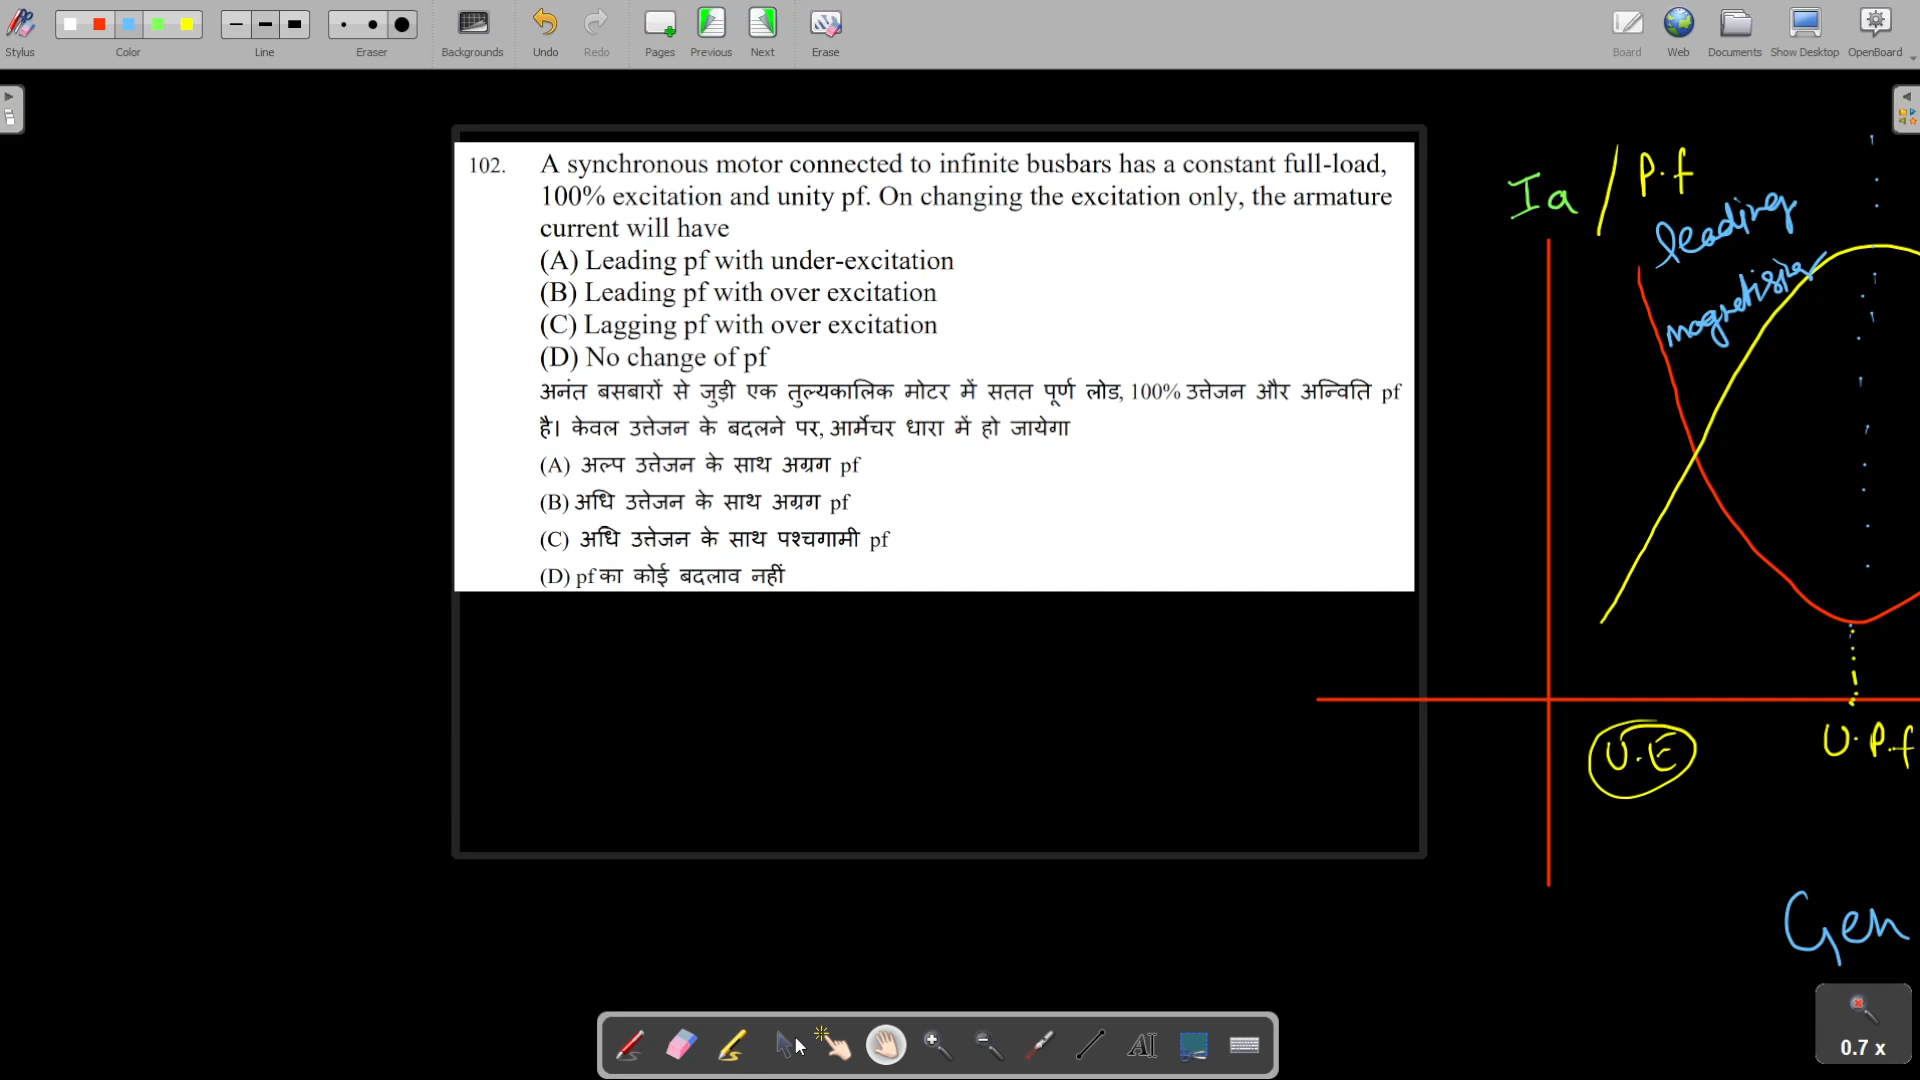 Stylus
Color
Line
Eraser
Backgrounds
Undo
Redo
Pages
Previous
Next
Erase
Board
Web
Documents
Show Desktop
OpenBoard
102. A synchronous motor connected to infinite busbars has a constant full-load,
100% excitation and unity pf. On changing the excitation only, the armature
current will have
(A) Leading pf with under-excitation
(B) Leading pf with over excitation
(C) Lagging pf with over excitation
(D) No change of pf
अनंत बसबारों से जुड़ी एक तुल्यकालिक मोटर में सतत पूर्ण लोड, 100% उत्तेजन और अन्विति pf
है। केवल उत्तेजन के बदलने पर, आर्मेचर धारा में हो जायेगा
(A) अल्प उत्तेजन के साथ अग्रग pf
(B) अधि उत्तेजन के साथ अग्रग pf
(C) अधि उत्तेजन के साथ पश्चगामी pf
(D) pf का कोई बदलाव नहीं
Ia / P.f
leading
U.E
U.P.f
Gen
AI
0.7 x